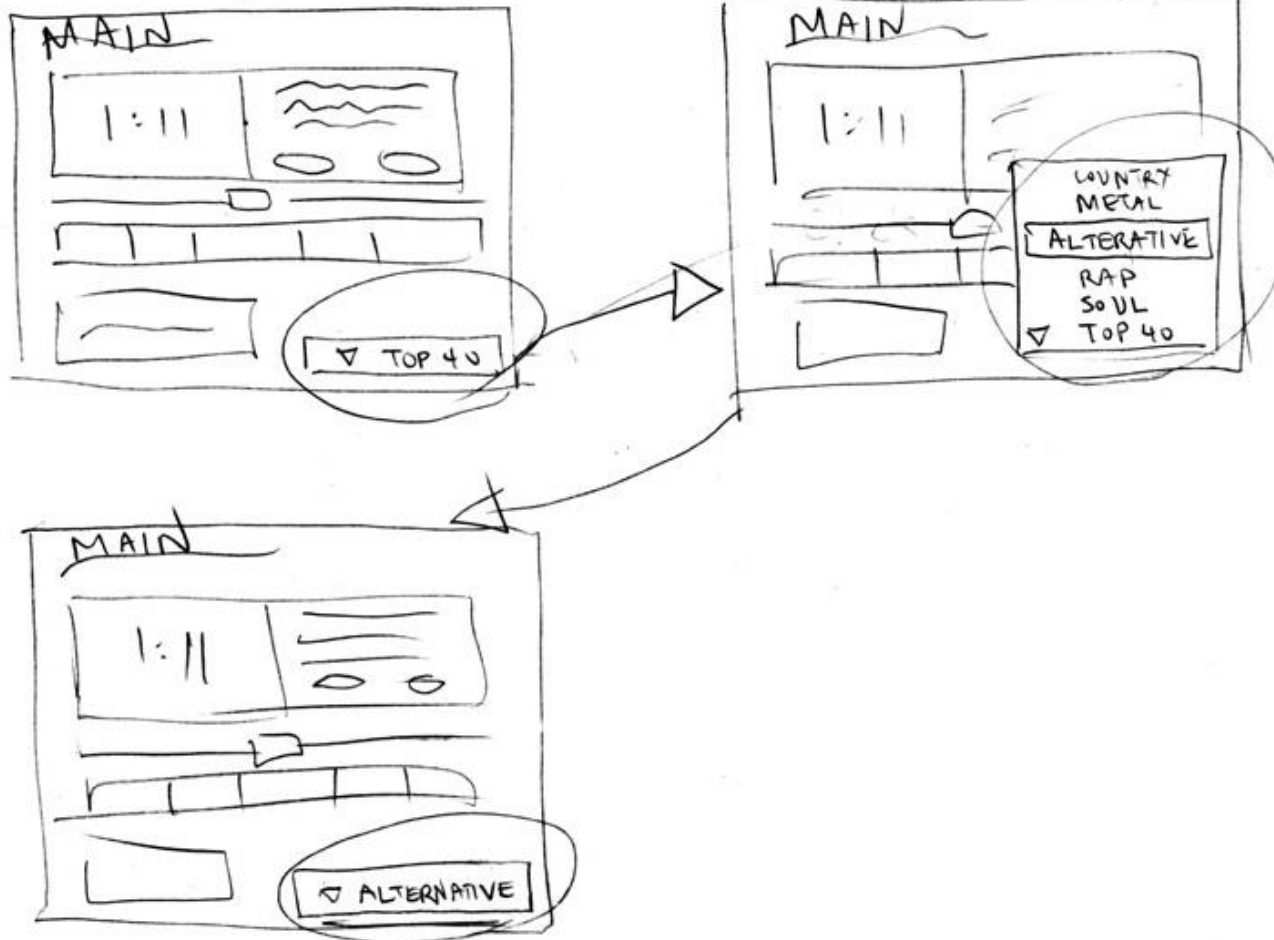 MAIN
1:11
▽ TOP 40
MAIN
1:11
COUNTRY
METAL
ALTERATIVE
RAP
SOUL
▽ TOP 40
MAIN
1:11
▽ ALTERNATIVE